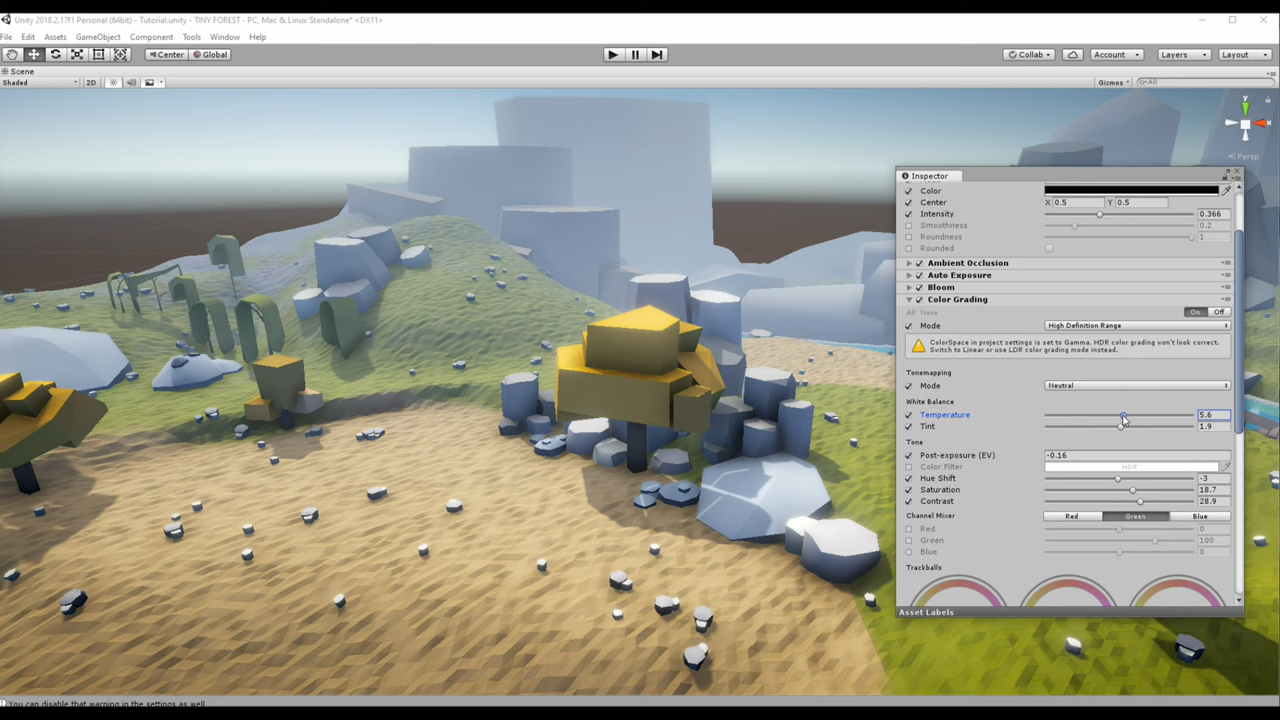 Unity 2018.2.17f1 Personal (64bit) - Tutorial.unity - TINY FOREST - PC, Mac & Linux Standalone* <DX11>
File Edit Assets GameObject Component Tools Window Help
Center Global Collab Account Layers Layout
Scene
Shaded 2D Gizmos All
y
x
Persp
Inspector
Color
Center X 0.5 Y 0.5
Intensity 0.366
Smoothness 0.2
Roundness 1
Rounded
Ambient Occlusion
Auto Exposure
Bloom
Color Grading
All None On Off
Mode High Definition Range
ColorSpace in project settings is set to Gamma, HDR color grading won't look correct.
Switch to Linear or use LDR color grading mode instead.
Tonemapping
Mode Neutral
White Balance
Temperature 5.6
Tint 1.9
Tone
Post-exposure (EV) -0.16
Color Filter HDR
Hue Shift -3
Saturation 18.7
Contrast 28.9
Channel Mixer Red Green Blue
Red 0
Green 100
Blue 0
Trackballs
Asset Labels
You can disable that warning in the settings as well